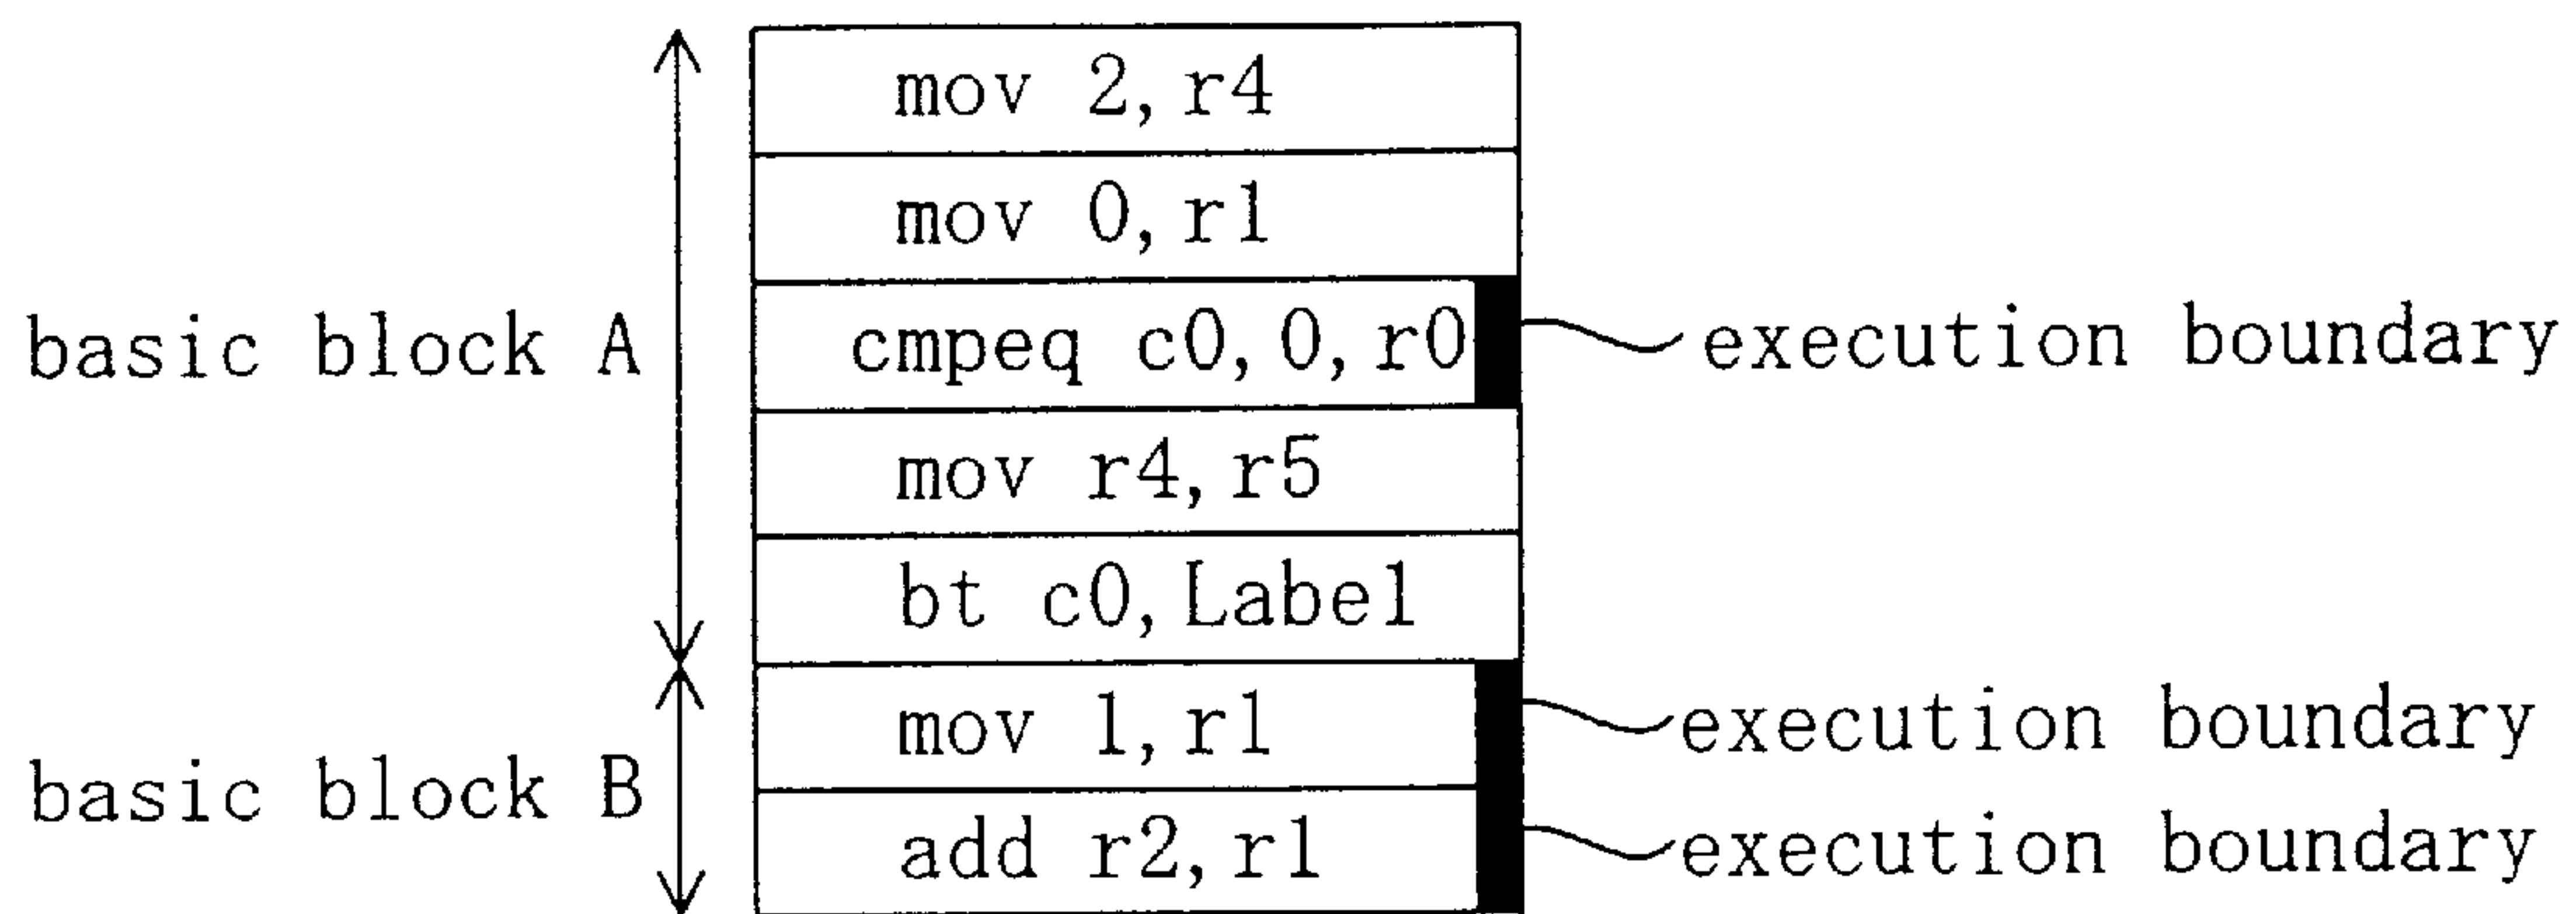 mov 2, r4
mov 0, r1
basic block A
cmpeq c0, 0, r0
execution boundary
mov r4, r5
bt c0, Label
mov 1, r1
execution boundary
basic block B
add r2, r1
execution boundary